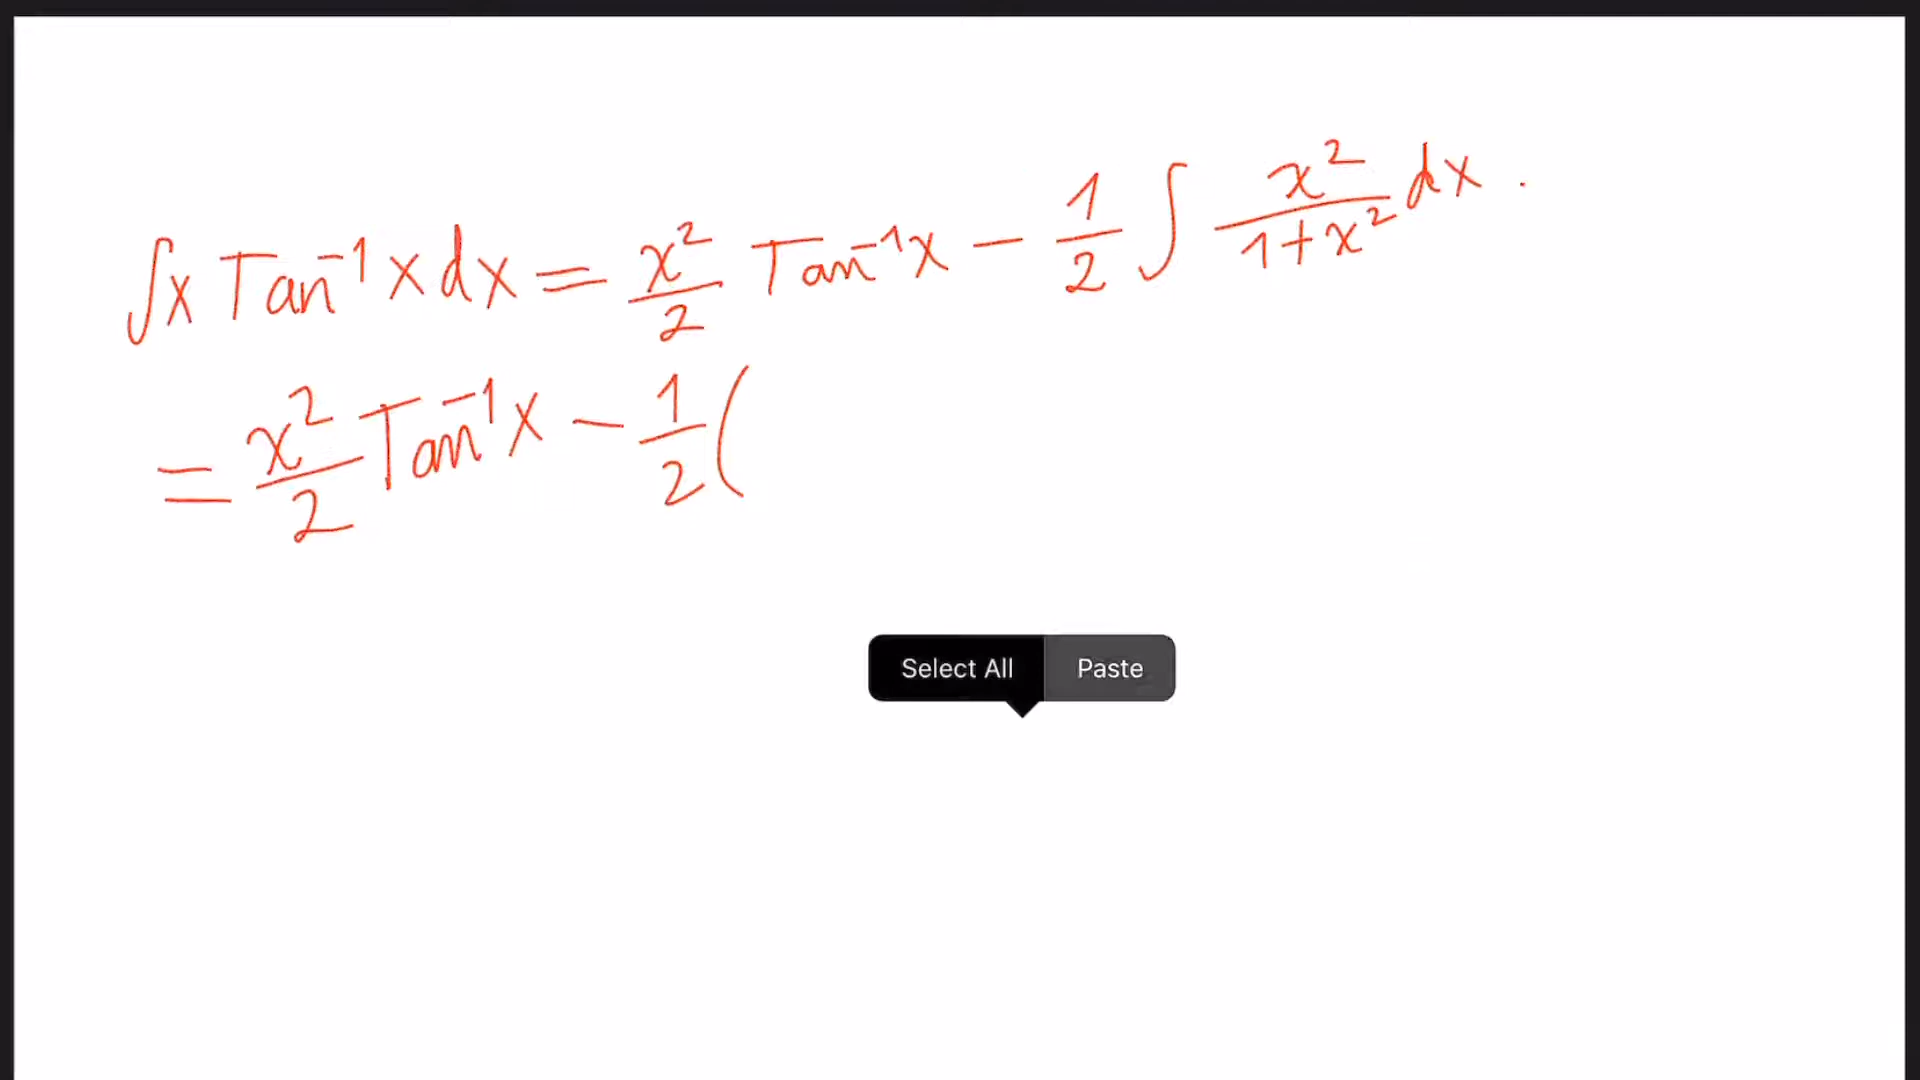 ∫x Tan⁻¹x dx = x²/2 Tan⁻¹x − 1/2 ∫ x²/(1+x²) dx .
= x²/2 Tan⁻¹x − 1/2 (
Select All Paste